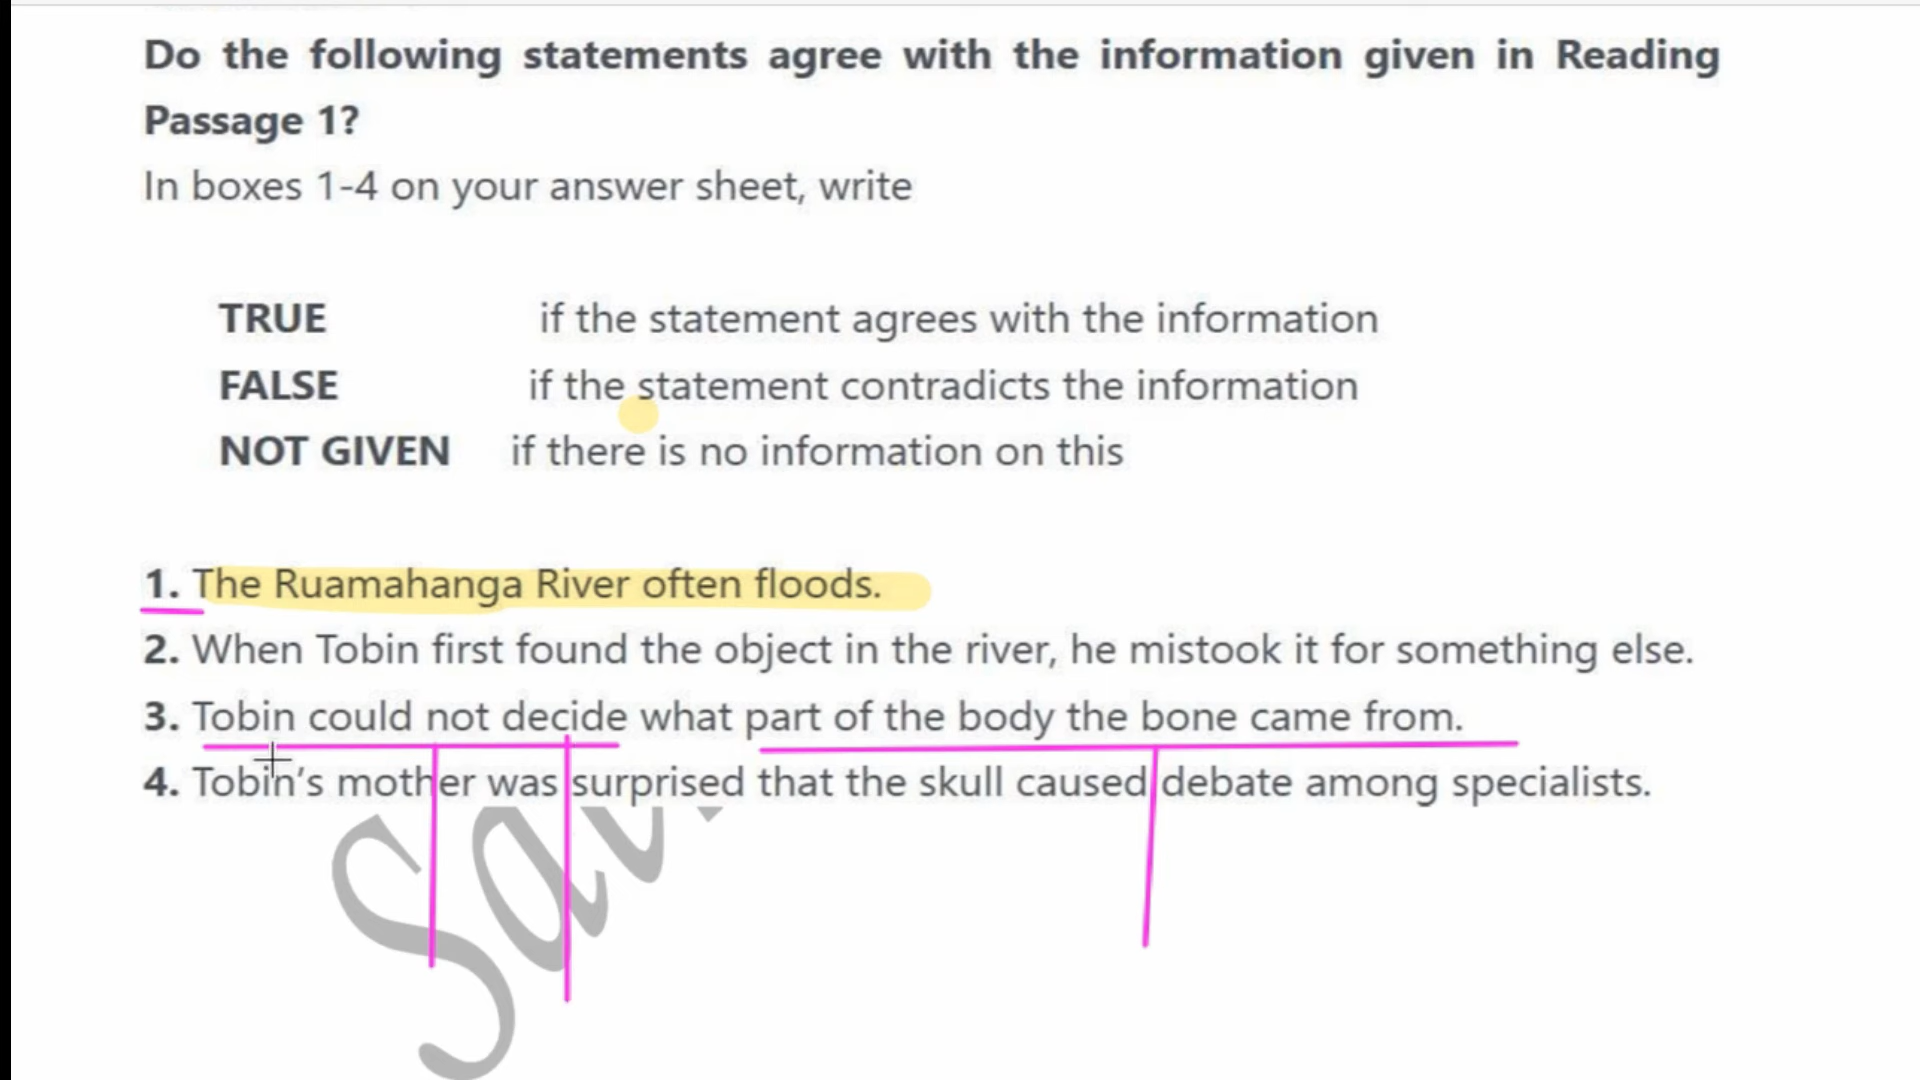 Do the following statements agree with the information given in Reading
Passage 1?
In boxes 1-4 on your answer sheet, write
TRUE if the statement agrees with the information
FALSE if the statement contradicts the information
NOT GIVEN if there is no information on this
1. The Ruamahanga River often floods.
2. When Tobin first found the object in the river, he mistook it for something else.
3. Tobin could not decide what part of the body the bone came from.
4. Tobin’s mother was surprised that the skull caused debate among specialists.